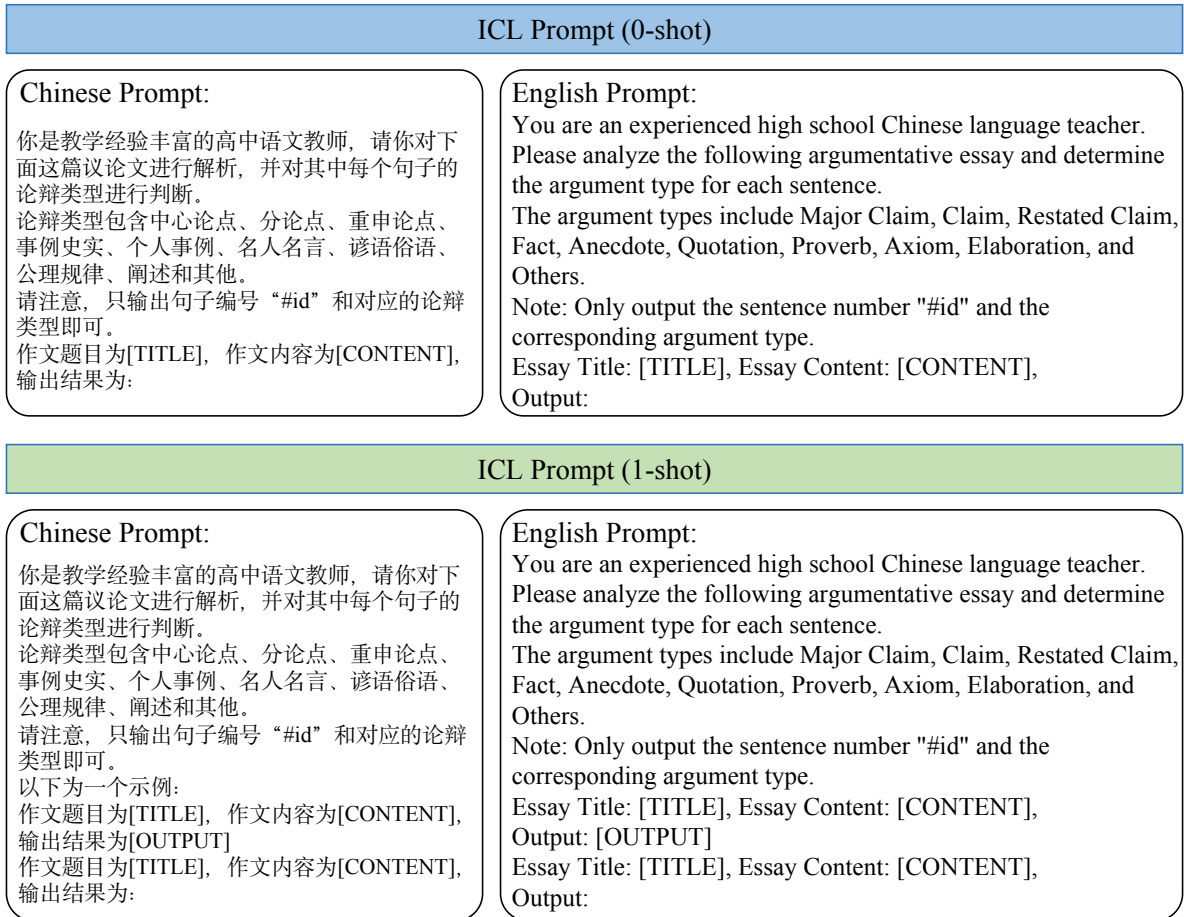 ICL Prompt (0-shot)
Chinese Prompt:
你是教学经验丰富的高中语文教师，请你对下
面这篇议论文进行解析，并对其中每个句子的
论辩类型进行判断。
论辩类型包含中心论点、分论点、重申论点、
事例史实、个人事例、名人名言、谚语俗语、
公理规律、阐述和其他。
请注意，只输出句子编号“#id”和对应的论辩
类型即可。
作文题目为[TITLE]，作文内容为[CONTENT]，
输出结果为：
English Prompt:
You are an experienced high school Chinese language teacher.
Please analyze the following argumentative essay and determine
the argument type for each sentence.
The argument types include Major Claim, Claim, Restated Claim,
Fact, Anecdote, Quotation, Proverb, Axiom, Elaboration, and
Others.
Note: Only output the sentence number "#id" and the
corresponding argument type.
Essay Title: [TITLE], Essay Content: [CONTENT],
Output:
ICL Prompt (1-shot)
Chinese Prompt:
你是教学经验丰富的高中语文教师，请你对下
面这篇议论文进行解析，并对其中每个句子的
论辩类型进行判断。
论辩类型包含中心论点、分论点、重申论点、
事例史实、个人事例、名人名言、谚语俗语、
公理规律、阐述和其他。
请注意，只输出句子编号“#id”和对应的论辩
类型即可。
以下为一个示例：
作文题目为[TITLE]，作文内容为[CONTENT]，
输出结果为[OUTPUT]
作文题目为[TITLE]，作文内容为[CONTENT]，
输出结果为：
English Prompt:
You are an experienced high school Chinese language teacher.
Please analyze the following argumentative essay and determine
the argument type for each sentence.
The argument types include Major Claim, Claim, Restated Claim,
Fact, Anecdote, Quotation, Proverb, Axiom, Elaboration, and
Others.
Note: Only output the sentence number "#id" and the
corresponding argument type.
Essay Title: [TITLE], Essay Content: [CONTENT],
Output: [OUTPUT]
Essay Title: [TITLE], Essay Content: [CONTENT],
Output: